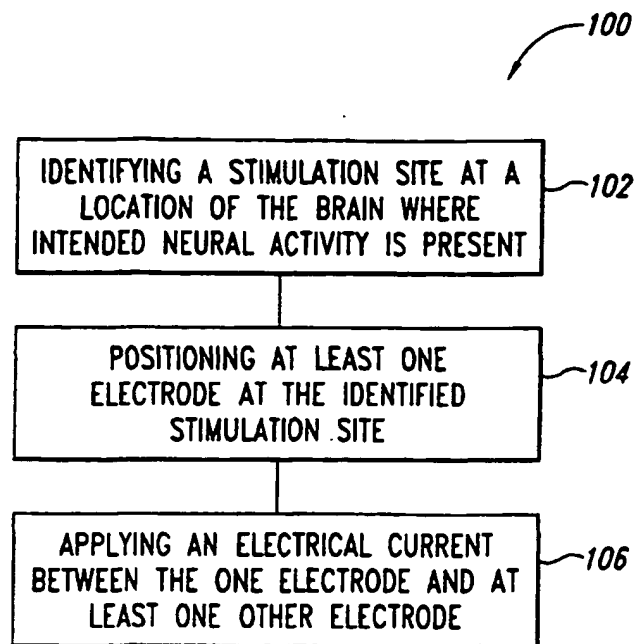 100
IDENTIFYING A STIMULATION SITE AT A
LOCATION OF THE BRAIN WHERE
INTENDED NEURAL ACTIVITY IS PRESENT
102
POSITIONING AT LEAST ONE
ELECTRODE AT THE IDENTIFIED
STIMULATION SITE
104
APPLYING AN ELECTRICAL CURRENT
BETWEEN THE ONE ELECTRODE AND AT
LEAST ONE OTHER ELECTRODE
106